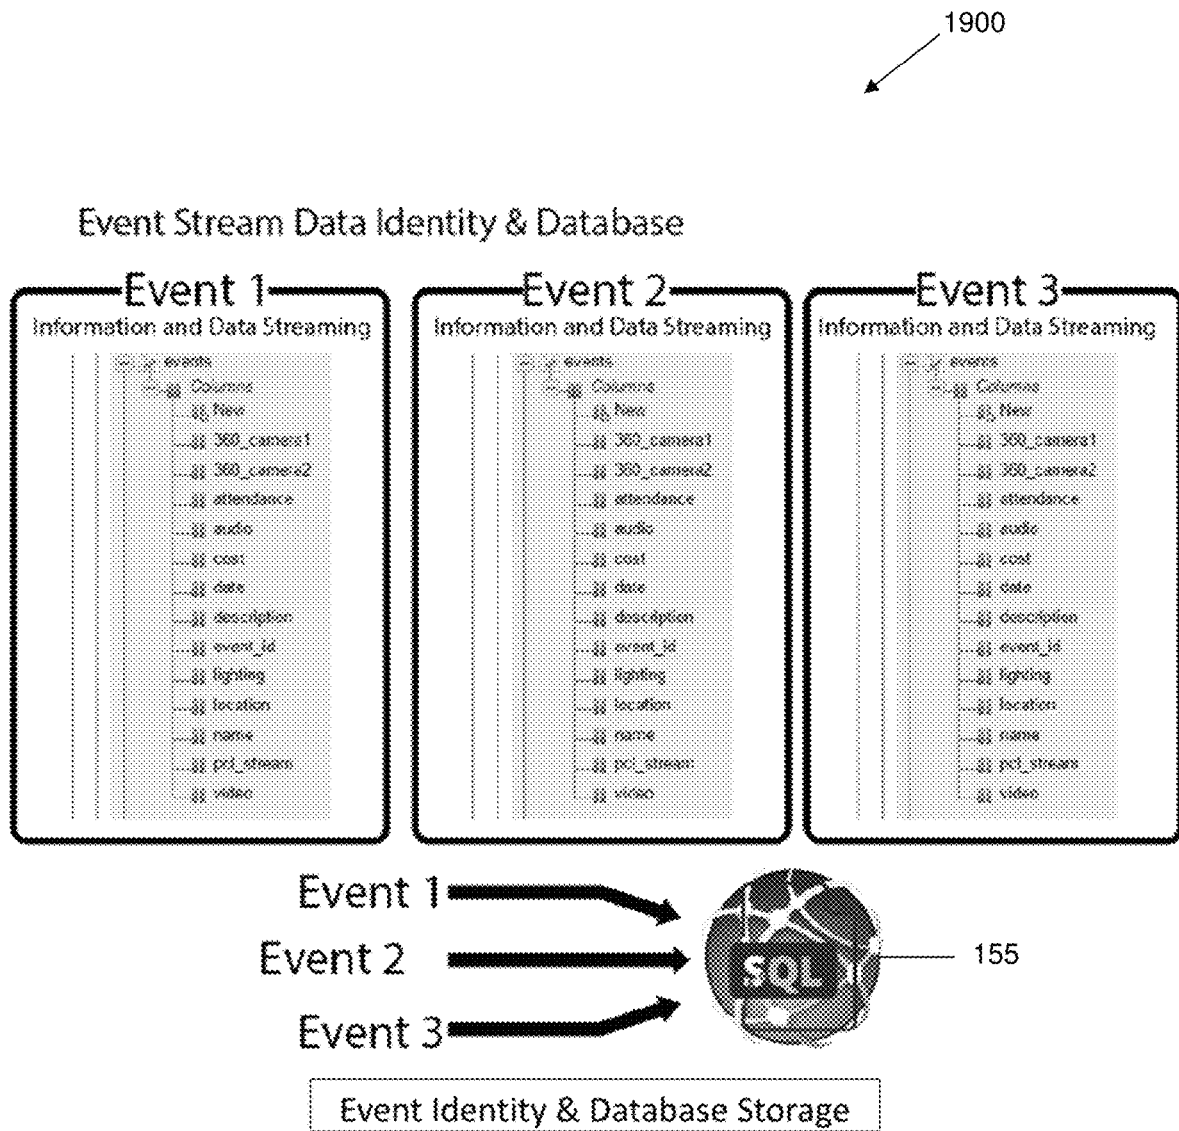 1900
Event Stream Data Identity & Database
Event 1
Information and Data Streaming
events
Columns
New
360_camera1
360_camera2
attendance
audio
cost
date
description
event_id
lighting
location
name
pcl_stream
video
Event 2
Information and Data Streaming
events
Columns
New
360_camera1
360_camera2
attendance
audio
cost
date
description
event_id
lighting
location
name
pcl_stream
video
Event 3
Information and Data Streaming
events
Columns
New
360_camera1
360_camera2
attendance
audio
cost
date
description
event_id
lighting
location
name
pcl_stream
video
Event 1
Event 2
Event 3
SQL
155
Event Identity & Database Storage